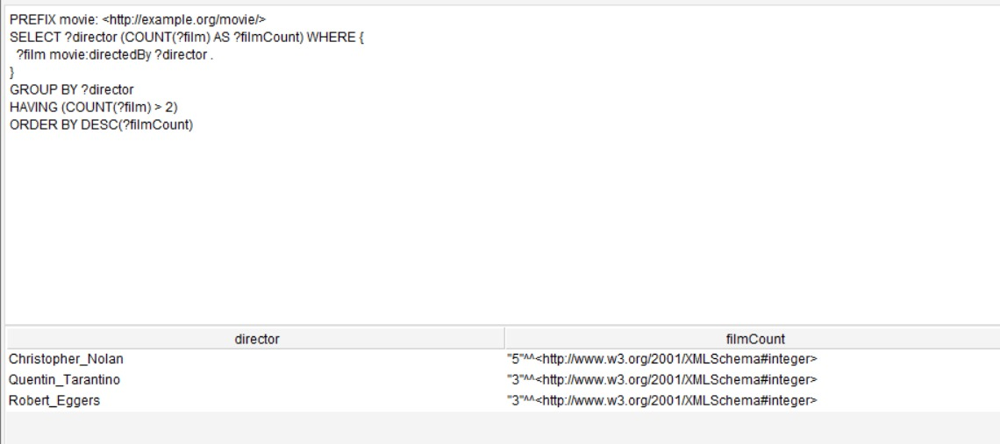 PREFIX movie: <http://example.org/movie/>
SELECT ?director (COUNT(?film) AS ?filmCount) WHERE {
?film movie:directedBy ?director .
}
GROUP BY ?director
HAVING (COUNT(?film) > 2)
ORDER BY DESC(?filmCount)
director filmCount
Christopher_Nolan "5"^^<http://www.w3.org/2001/XMLSchema#integer>
Quentin_Tarantino "3"^^<http://www.w3.org/2001/XMLSchema#integer>
Robert_Eggers "3"^^<http://www.w3.org/2001/XMLSchema#integer>